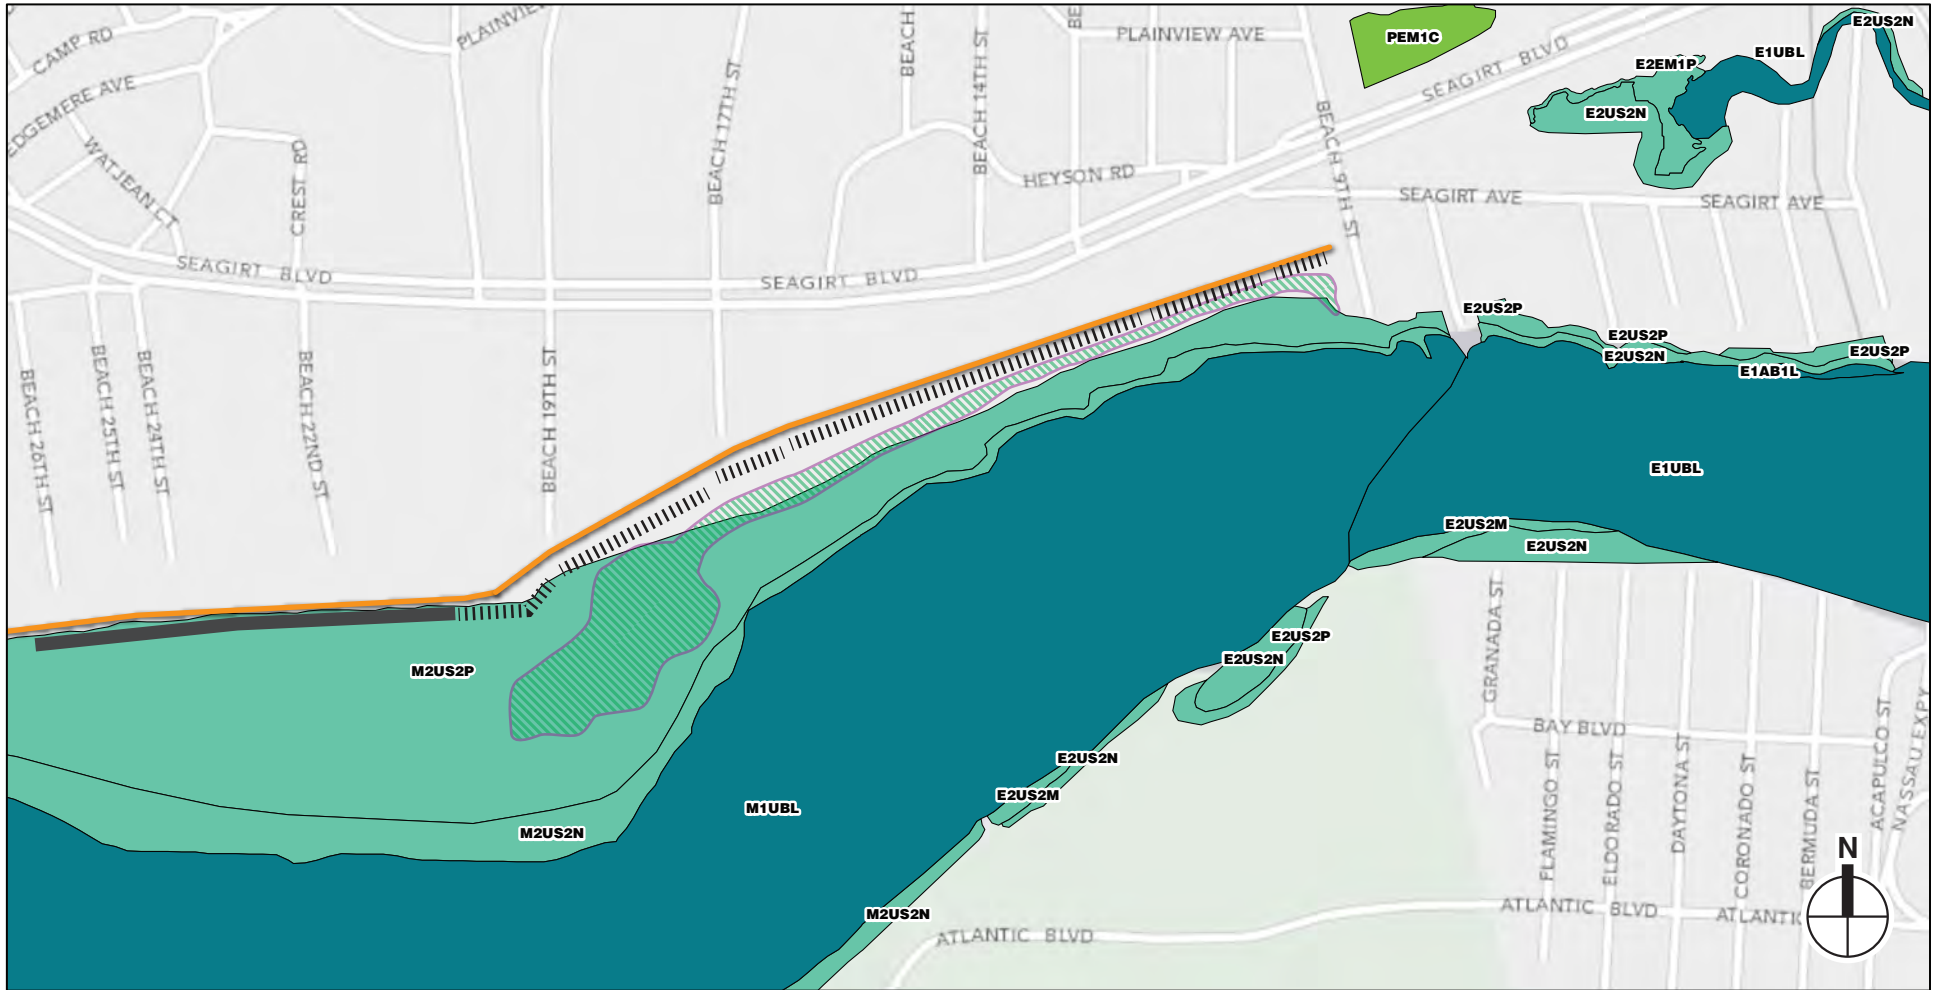 CAMP RD
PLAINVIEW
BEACH
BEACH 14TH ST
BE
PLAINVIEW AVE
PEM1C
SEAGIRT BLVD
E2US2N
E1UBL
E2EM1P
E2US2N
EDGEMERE AVE
WATJEAN CT
CREST RD
BEACH 17TH ST
HEYSON RD
BEACH 9TH ST
SEAGIRT AVE
SEAGIRT AVE
SEAGIRT BLVD
SEAGIRT BLVD
E2US2P
E2US2P
E2US2N
E2US2P
E1AB1L
BEACH 26TH ST
BEACH 25TH ST
BEACH 24TH ST
BEACH 22ND ST
BEACH 19TH ST
E1UBL
E2US2M
E2US2N
M2US2P
E2US2P
E2US2N
GRANADA ST
BAY BLVD
E2US2N
E2US2M
M1UBL
M2US2N
M2US2N
FLAMINGO ST
ELDORADO ST
DAYTONA ST
CORONADO ST
BERMUDA ST
ACAPULCO ST
NASSAU EXPY
N
ATLANTIC BLVD
ATLANTIC BLVD
ATLANTIC